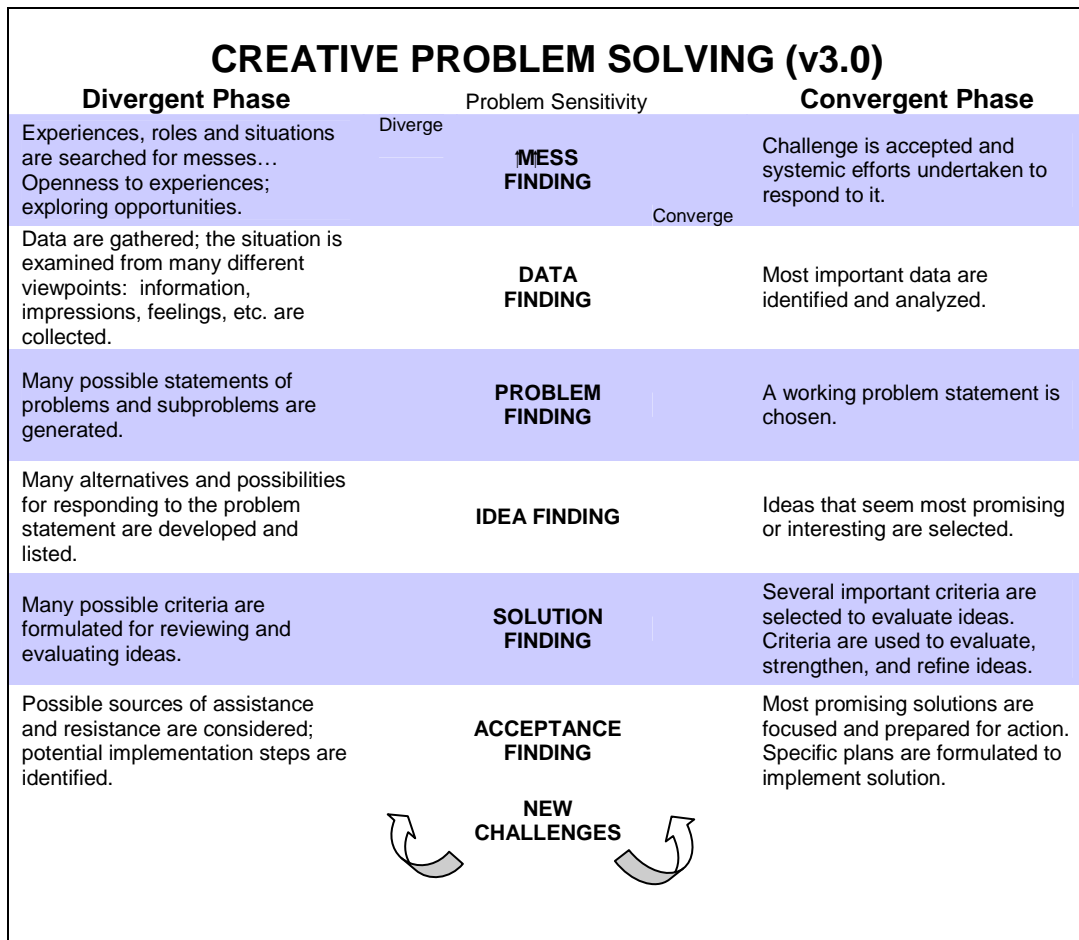 CREATIVE PROBLEM SOLVING (v3.0)
Divergent Phase
Problem Sensitivity
Convergent Phase
Experiences, roles and situations
are searched for messes…
Openness to experiences;
exploring opportunities.
Diverge
MESS
FINDING
Converge
Challenge is accepted and
systemic efforts undertaken to
respond to it.
Data are gathered; the situation is
examined from many different
viewpoints: information,
impressions, feelings, etc. are
collected.
DATA
FINDING
Most important data are
identified and analyzed.
Many possible statements of
problems and subproblems are
generated.
PROBLEM
FINDING
A working problem statement is
chosen.
Many alternatives and possibilities
for responding to the problem
statement are developed and
listed.
IDEA FINDING
Ideas that seem most promising
or interesting are selected.
Many possible criteria are
formulated for reviewing and
evaluating ideas.
SOLUTION
FINDING
Several important criteria are
selected to evaluate ideas.
Criteria are used to evaluate,
strengthen, and refine ideas.
Possible sources of assistance
and resistance are considered;
potential implementation steps are
identified.
ACCEPTANCE
FINDING
Most promising solutions are
focused and prepared for action.
Specific plans are formulated to
implement solution.
NEW
CHALLENGES